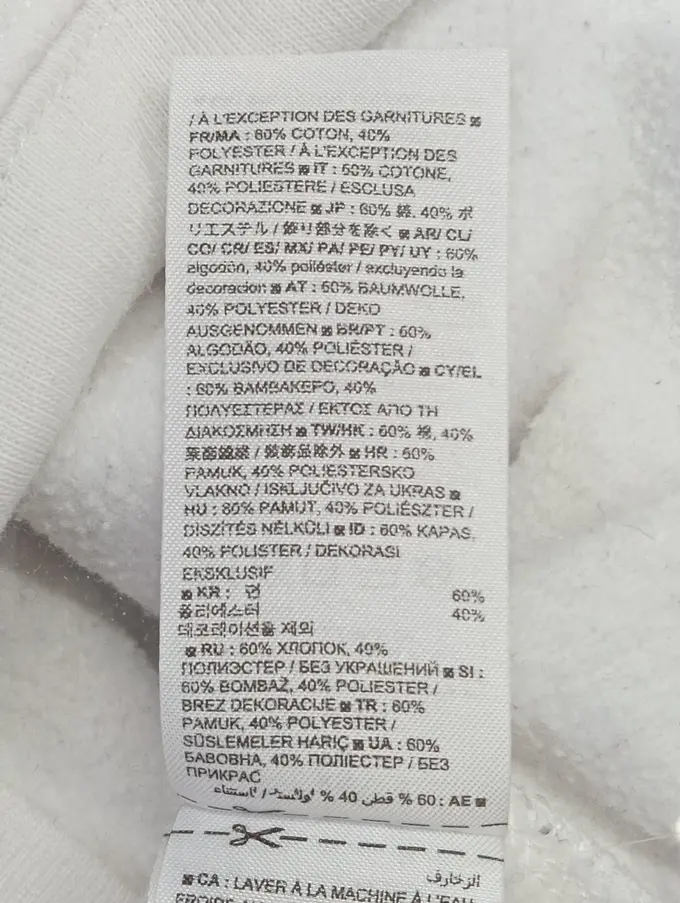 / À L'EXCEPTION DES GARNITURES
FR/MA : 60% COTON, 40%
POLYESTER / À L'EXCEPTION DES
GARNITURES IT : 60% COTONE,
40% POLIESTERE / ESCLUSA
DECORAZIONE JP : 60% 綿, 40% ポ
リエステル / 飾り部分を除く AR/ CL/
CO/ CR/ ES/ MX/ PA/ PE/ PY/ UY : 60%
algodón, 40% poliéster / excluyendo la
decoracion AT : 60% BAUMWOLLE,
40% POLYESTER / DEKO
AUSGENOMMEN BR/PT : 60%
ALGODÃO, 40% POLIÉSTER /
EXCLUSIVO DE DECORAÇÃO CY/EL
: 60% ΒΑΜΒΑΚΕΡΟ, 40%
ΠΟΛΥΕΣΤΕΡΑΣ / ΕΚΤΟΣ ΑΠΟ ΤΗ
ΔΙΑΚΟΣΜΗΣΗ TW/HK : 60% 棉, 40%
聚酯纖維 / 裝飾品除外 HR : 60%
PAMUK, 40% POLIESTERSKO
VLAKNO / ISKLJUČIVO ZA UKRAS
HU : 60% PAMUT, 40% POLIÉSZTER /
DÍSZÍTÉS NÉLKÜLI ID : 60% KAPAS,
40% POLISTER / DEKORASI
EKSKLUSIF
KR : 면 60%
폴리에스터 40%
데코레이션을 제외
RU : 60% ХЛОПОК, 40%
ПОЛИЭСТЕР / БЕЗ УКРАШЕНИЙ SI :
60% BOMBAŽ, 40% POLIESTER /
BREZ DEKORACIJE TR : 60%
PAMUK, 40% POLYESTER /
SÜSLEMELER HARİÇ UA : 60%
БАВОВНА, 40% ПОЛІЕСТЕР / БЕЗ
ПРИКРАС
AE : 60 % قطن 40 % بوليستر / باستثناء
الزخارف
CA : LAVER À LA MACHINE À L'EAU